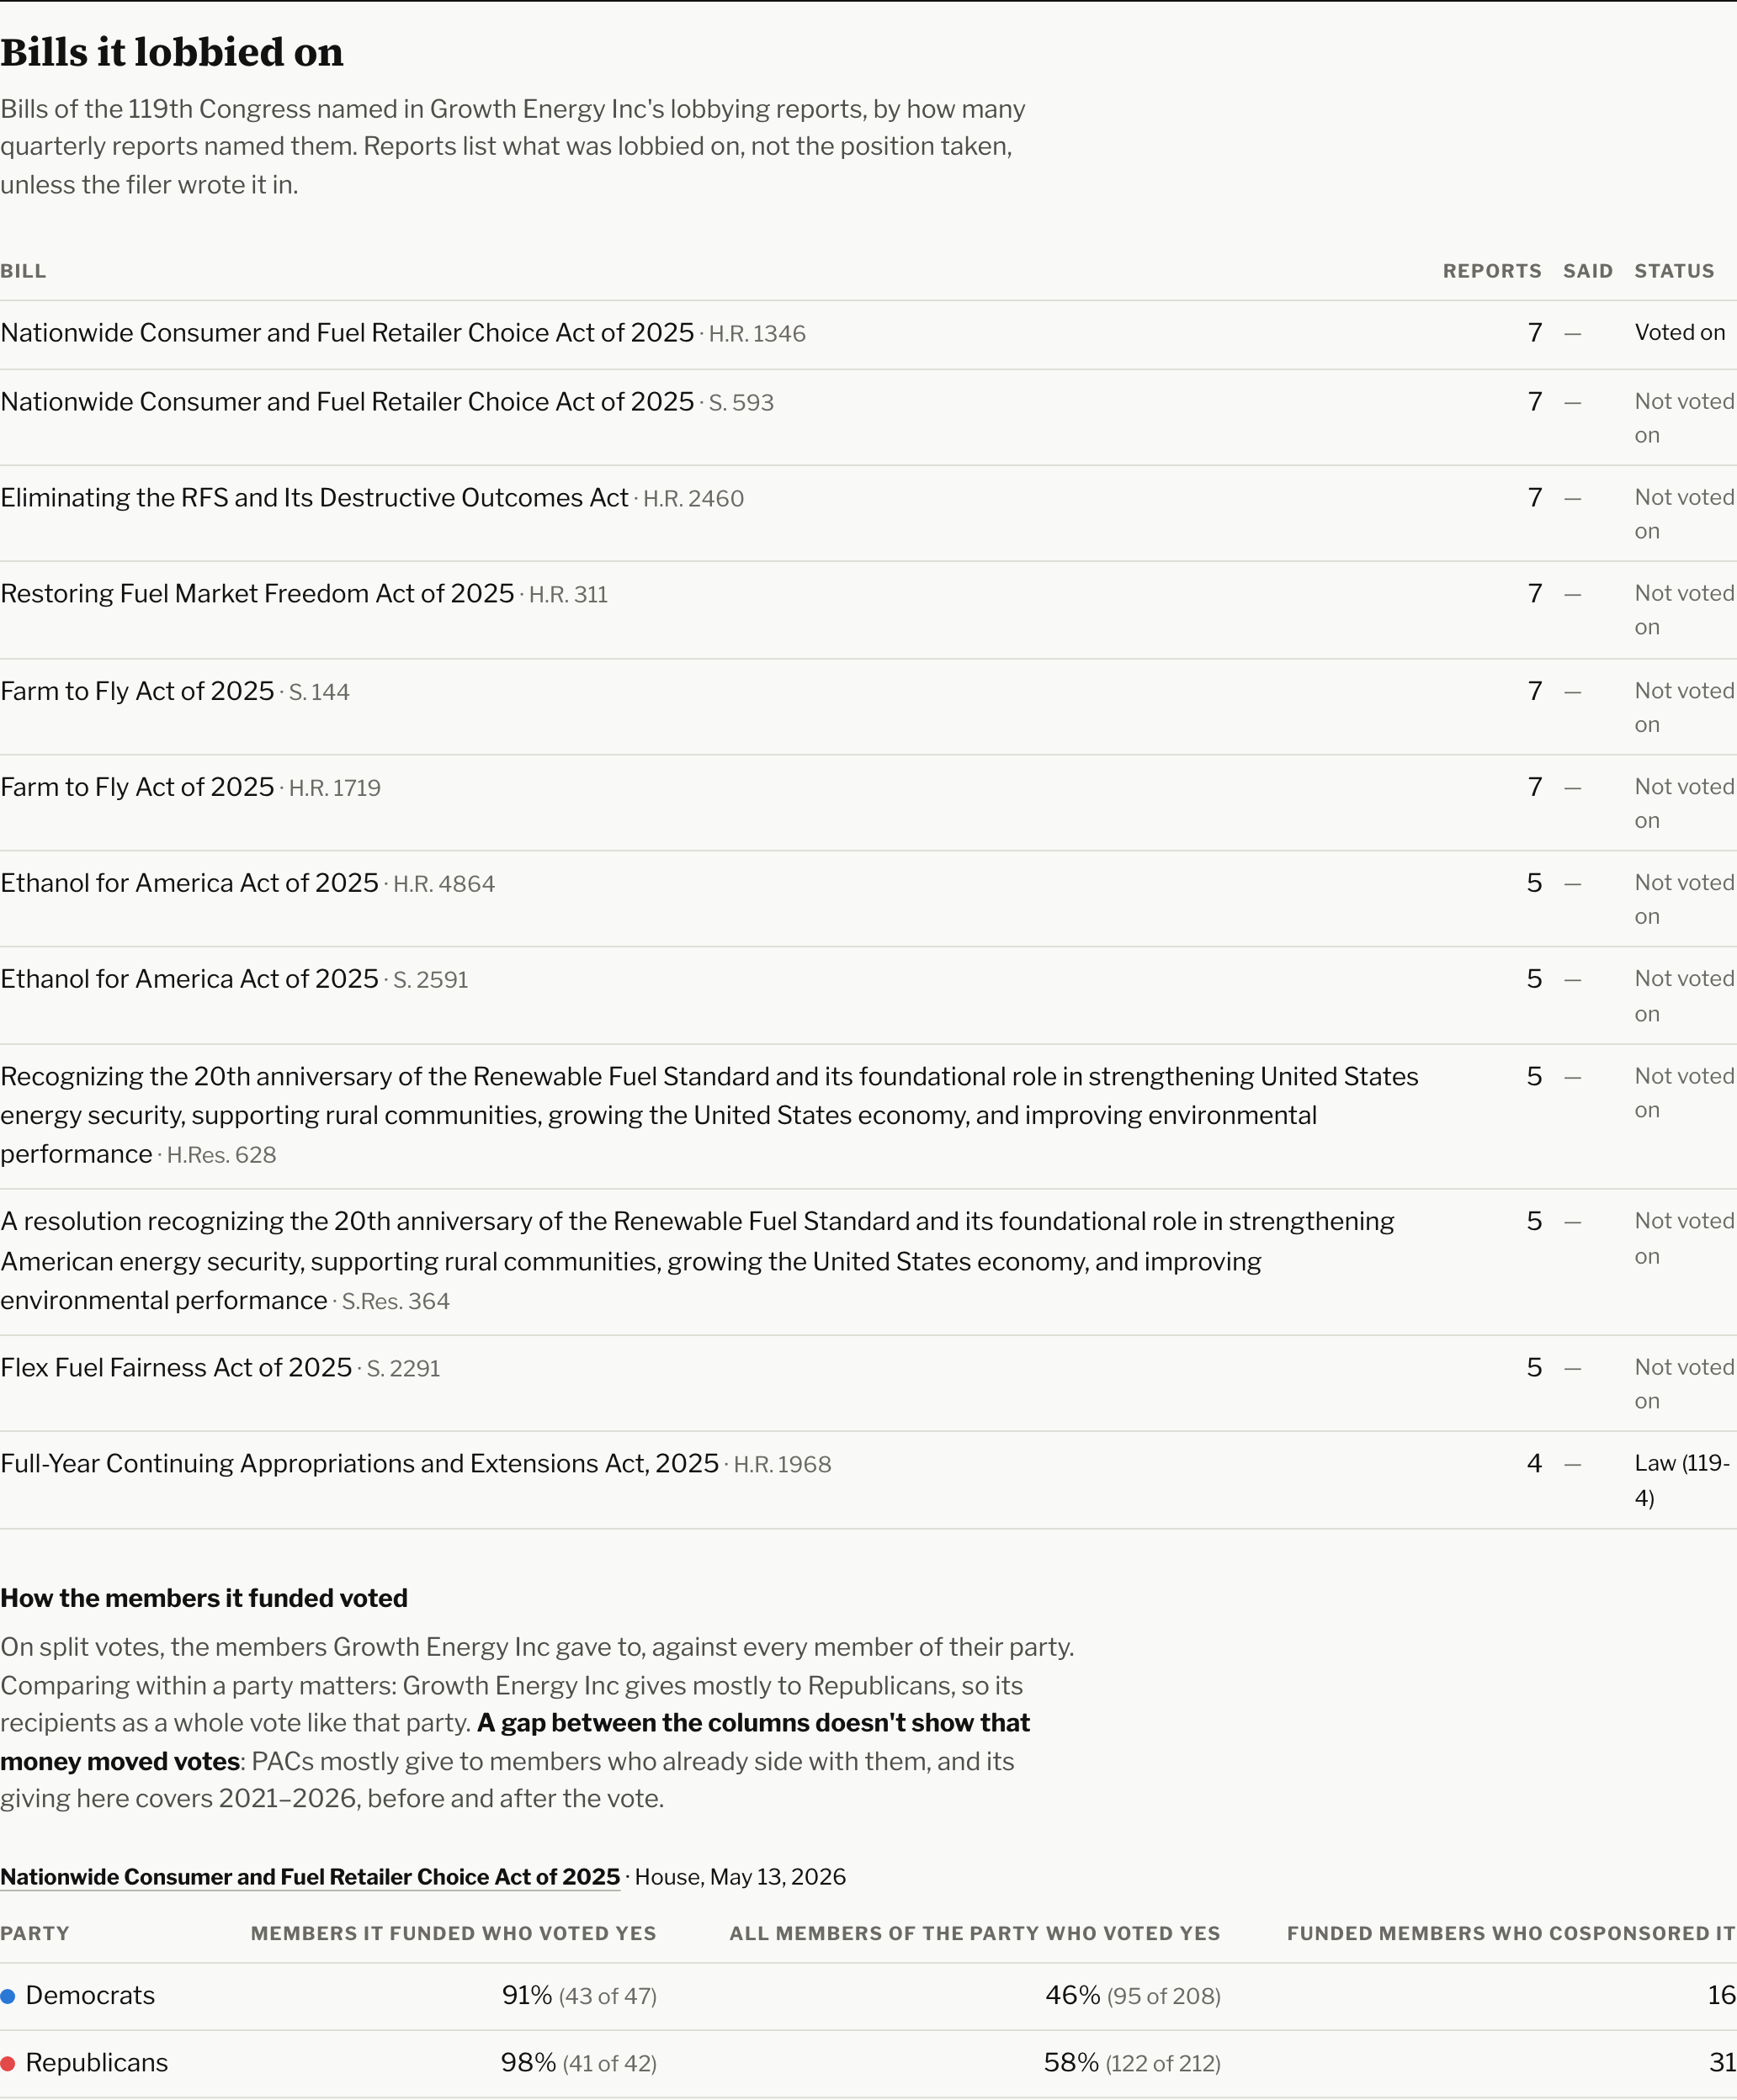 Bills it lobbied on
Bills of the 119th Congress named in Growth Energy Inc's lobbying reports, by how many
quarterly reports named them. Reports list what was lobbied on, not the position taken,
unless the filer wrote it in.
BILL REPORTS SAID STATUS
Nationwide Consumer and Fuel Retailer Choice Act of 2025 · H.R. 1346 7 — Voted on
Nationwide Consumer and Fuel Retailer Choice Act of 2025 · S. 593 7 — Not voted
on
Eliminating the RFS and Its Destructive Outcomes Act · H.R. 2460 7 — Not voted
on
Restoring Fuel Market Freedom Act of 2025 · H.R. 311 7 — Not voted
on
Farm to Fly Act of 2025 · S. 144 7 — Not voted
on
Farm to Fly Act of 2025 · H.R. 1719 7 — Not voted
on
Ethanol for America Act of 2025 · H.R. 4864 5 — Not voted
on
Ethanol for America Act of 2025 · S. 2591 5 — Not voted
on
Recognizing the 20th anniversary of the Renewable Fuel Standard and its foundational role in strengthening United States 5 — Not voted
energy security, supporting rural communities, growing the United States economy, and improving environmental on
performance · H.Res. 628
A resolution recognizing the 20th anniversary of the Renewable Fuel Standard and its foundational role in strengthening 5 — Not voted
American energy security, supporting rural communities, growing the United States economy, and improving on
environmental performance · S.Res. 364
Flex Fuel Fairness Act of 2025 · S. 2291 5 — Not voted
on
Full-Year Continuing Appropriations and Extensions Act, 2025 · H.R. 1968 4 — Law (119-
4)
How the members it funded voted
On split votes, the members Growth Energy Inc gave to, against every member of their party.
Comparing within a party matters: Growth Energy Inc gives mostly to Republicans, so its
recipients as a whole vote like that party. A gap between the columns doesn't show that
money moved votes: PACs mostly give to members who already side with them, and its
giving here covers 2021–2026, before and after the vote.
Nationwide Consumer and Fuel Retailer Choice Act of 2025 · House, May 13, 2026
PARTY MEMBERS IT FUNDED WHO VOTED YES ALL MEMBERS OF THE PARTY WHO VOTED YES FUNDED MEMBERS WHO COSPONSORED IT
Democrats 91% (43 of 47) 46% (95 of 208) 16
Republicans 98% (41 of 42) 58% (122 of 212) 31